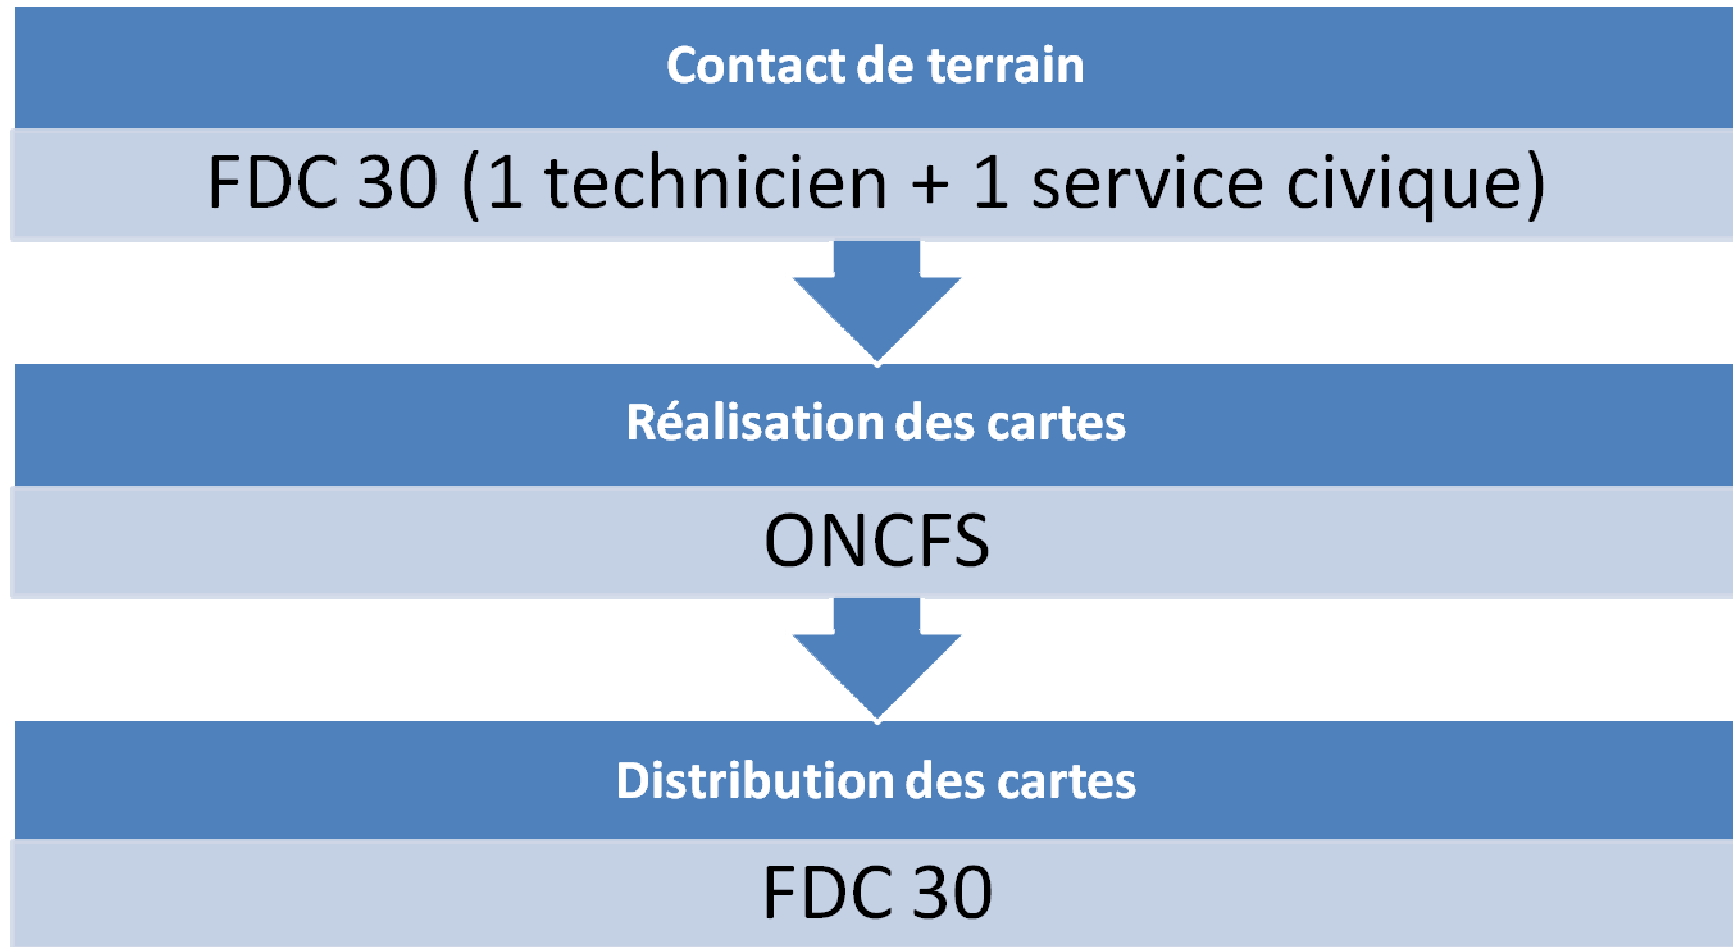 Contact de terrain
FDC 30 (1 technicien + 1 service civique)
Réalisation des cartes
ONCFS
Distribution des cartes
FDC 30